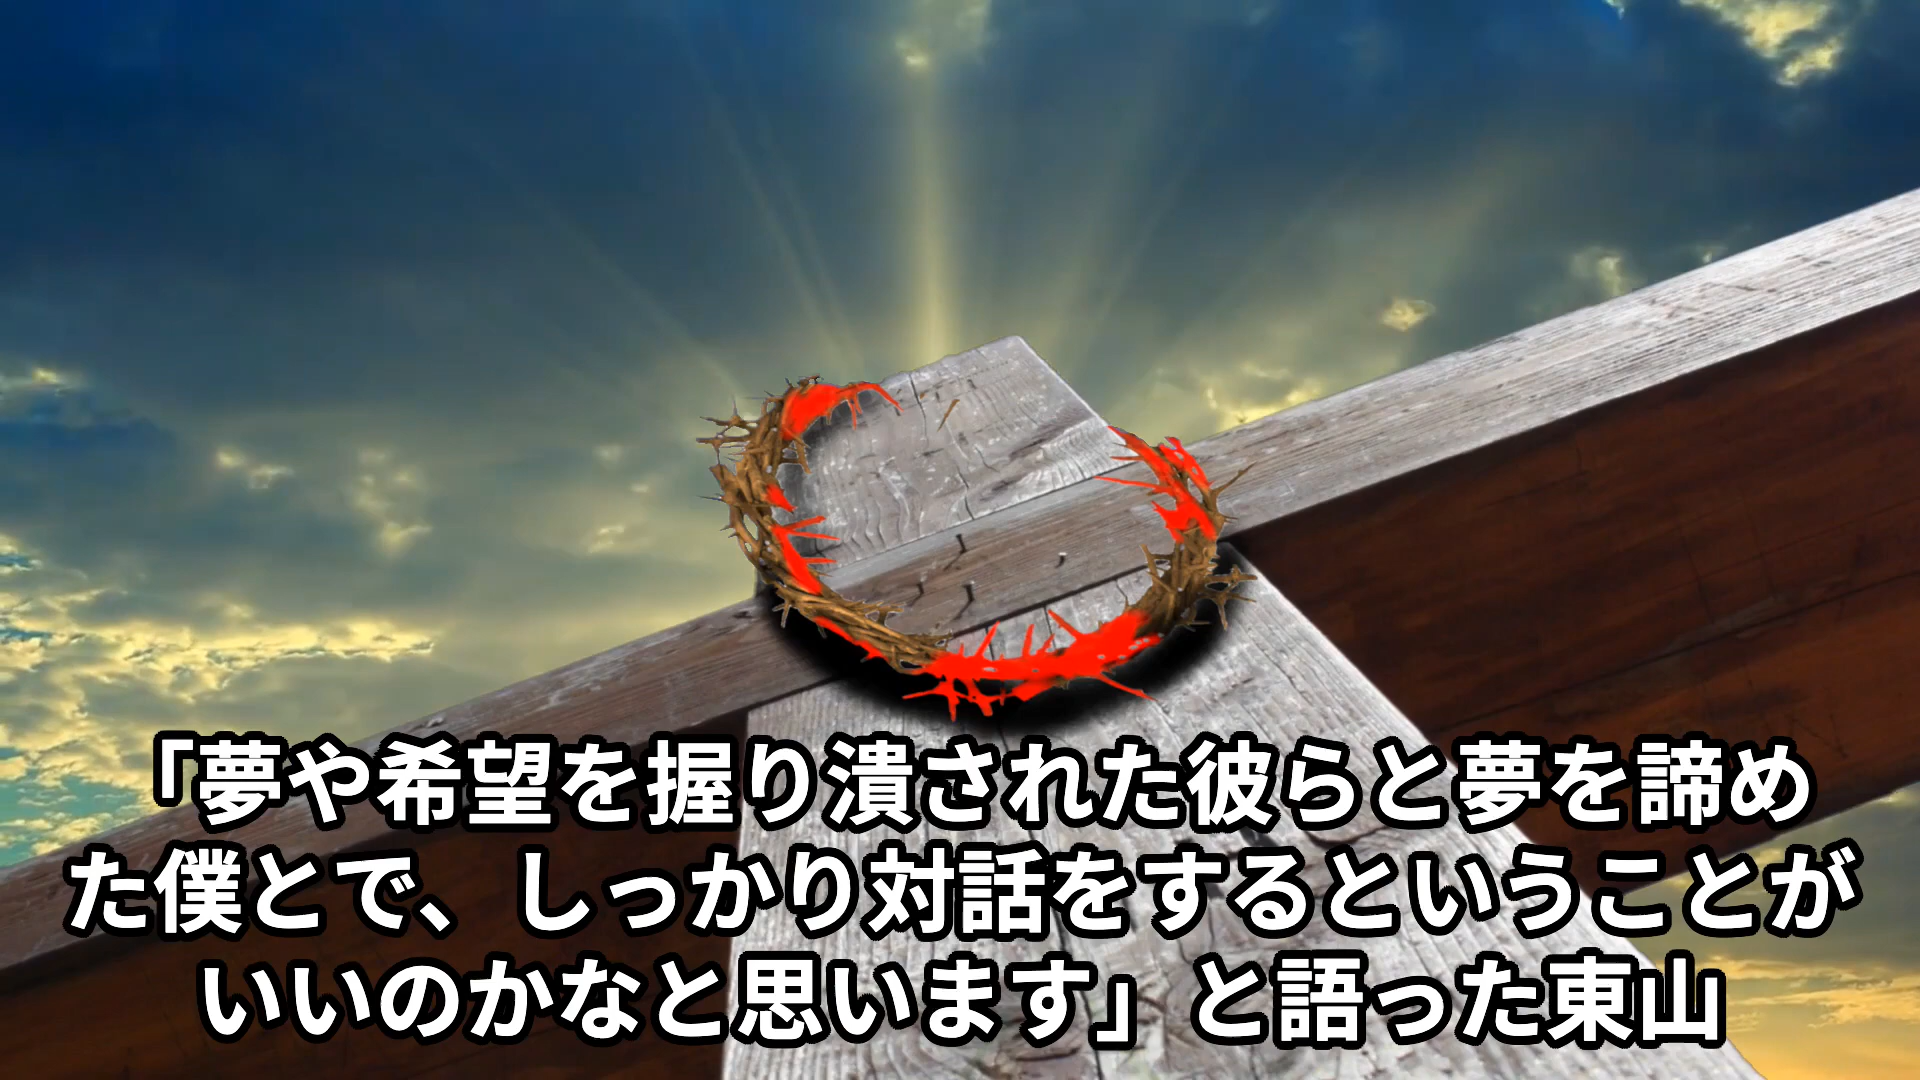 「夢や希望を握り潰された彼らと夢を諦め
た僕とで、しっかり対話をするということが
いいのかなと思います」と語った東山